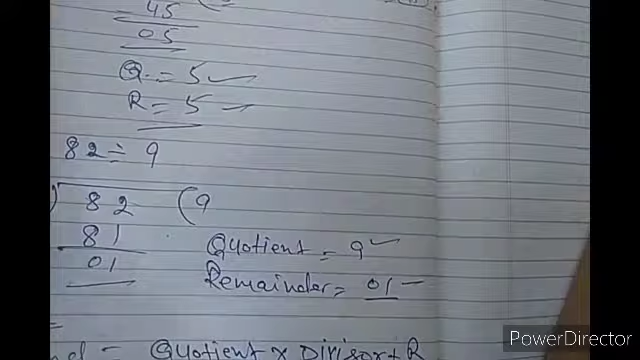 45
05
Q = 5
R = 5
82 ÷ 9
) 82 ( 9
81
01
Quotient = 9
Remainder = 01
= Quotient × Divisor + R
PowerDirector